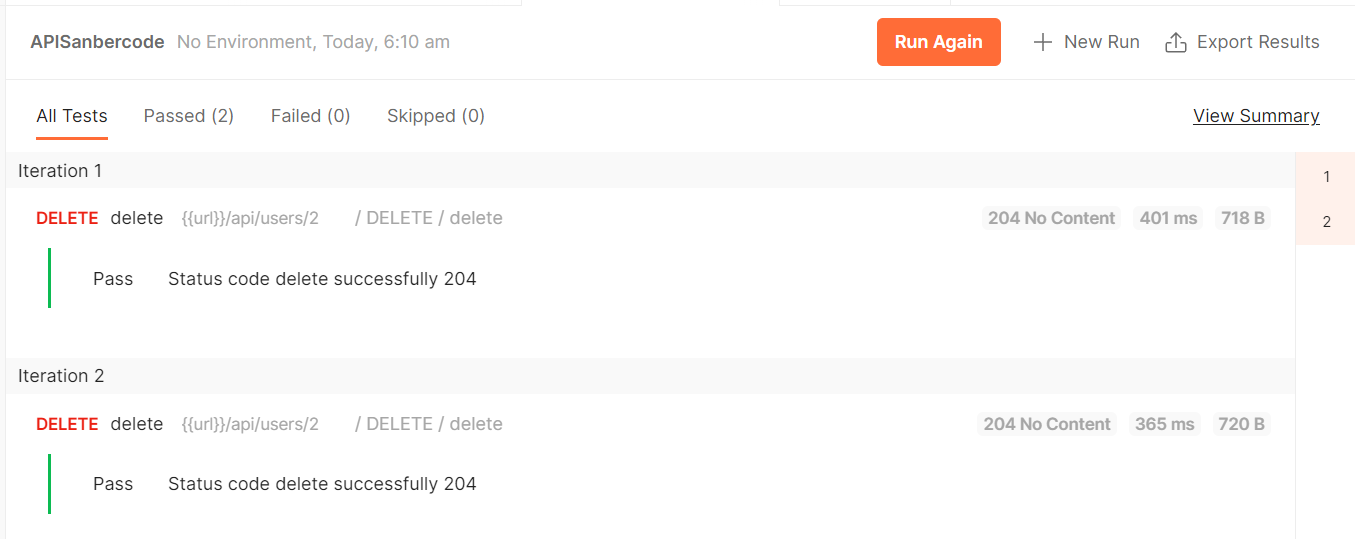 APISanbercode No Environment, Today, 6:10 am Run Again New Run Export Results
All Tests Passed (2) Failed (0) Skipped (0) View Summary
Iteration 1 1
DELETE delete {{url}}/api/users/2 / DELETE / delete 204 No Content 401 ms 718 B 2
Pass Status code delete successfully 204
Iteration 2
DELETE delete {{url}}/api/users/2 / DELETE / delete 204 No Content 365 ms 720 B
Pass Status code delete successfully 204